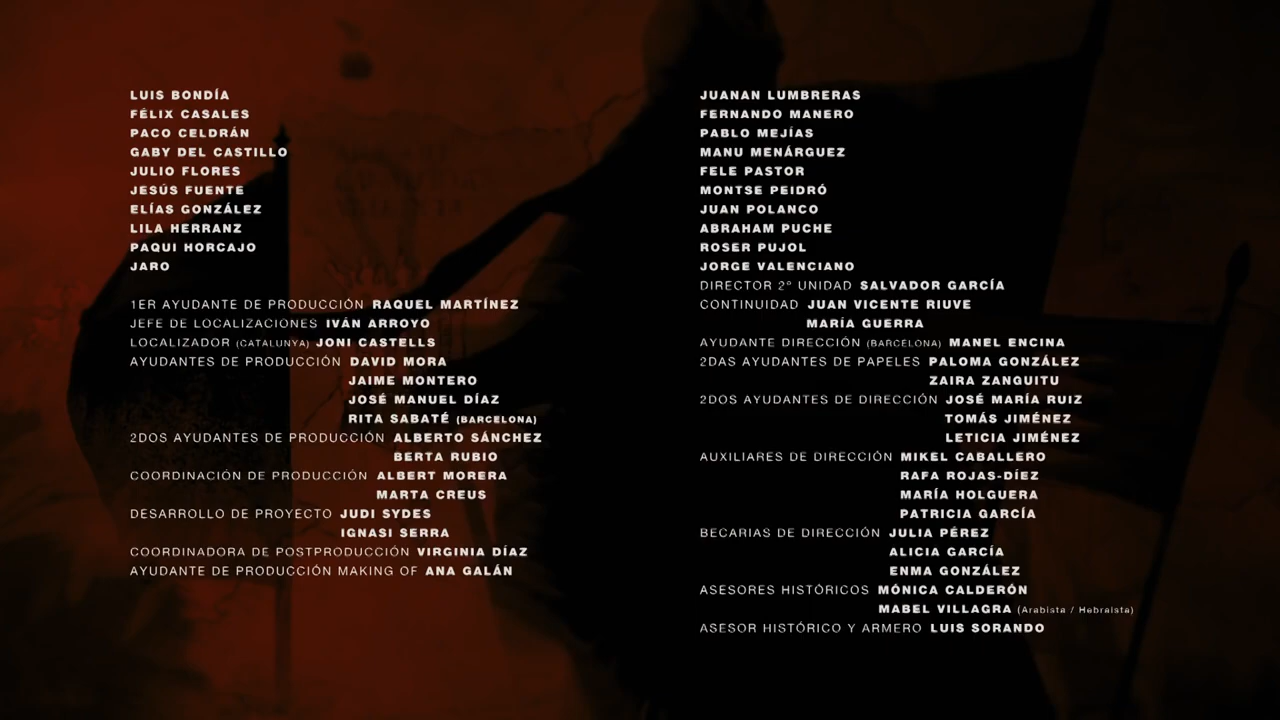 LUIS BONDÍA
FÉLIX CASALES
PACO CELDRÁN
GABY DEL CASTILLO
JULIO FLORES
JESÚS FUENTE
ELÍAS GONZÁLEZ
LILA HERRANZ
PAQUI HORCAJO
JARO
1ER AYUDANTE DE PRODUCCIÓN RAQUEL MARTÍNEZ
JEFE DE LOCALIZACIONES IVÁN ARROYO
LOCALIZADOR (CATALUNYA) JONI CASTELLS
AYUDANTES DE PRODUCCIÓN DAVID MORA
JAIME MONTERO
JOSÉ MANUEL DÍAZ
RITA SABATÉ (BARCELONA)
2DOS AYUDANTES DE PRODUCCIÓN ALBERTO SÁNCHEZ
BERTA RUBIO
COORDINACIÓN DE PRODUCCIÓN ALBERT MORERA
MARTA CREUS
DESARROLLO DE PROYECTO JUDI SYDES
IGNASI SERRA
COORDINADORA DE POSTPRODUCCIÓN VIRGINIA DÍAZ
AYUDANTE DE PRODUCCIÓN MAKING OF ANA GALÁN
JUANAN LUMBRERAS
FERNANDO MANERO
PABLO MEJÍAS
MANU MENÁRGUEZ
FELE PASTOR
MONTSE PEIDRÓ
JUAN POLANCO
ABRAHAM PUCHE
ROSER PUJOL
JORGE VALENCIANO
DIRECTOR 2º UNIDAD SALVADOR GARCÍA
CONTINUIDAD JUAN VICENTE RIUVE
MARÍA GUERRA
AYUDANTE DIRECCIÓN (BARCELONA) MANEL ENCINA
2DAS AYUDANTES DE PAPELES PALOMA GONZÁLEZ
ZAIRA ZANGUITU
2DOS AYUDANTES DE DIRECCIÓN JOSÉ MARÍA RUIZ
TOMÁS JIMÉNEZ
LETICIA JIMÉNEZ
AUXILIARES DE DIRECCIÓN MIKEL CABALLERO
RAFA ROJAS-DÍEZ
MARÍA HOLGUERA
PATRICIA GARCÍA
BECARIAS DE DIRECCIÓN JULIA PÉREZ
ALICIA GARCÍA
ENMA GONZÁLEZ
ASESORES HISTÓRICOS MÓNICA CALDERÓN
MABEL VILLAGRA (Arabista / Hebraista)
ASESOR HISTÓRICO Y ARMERO LUIS SORANDO